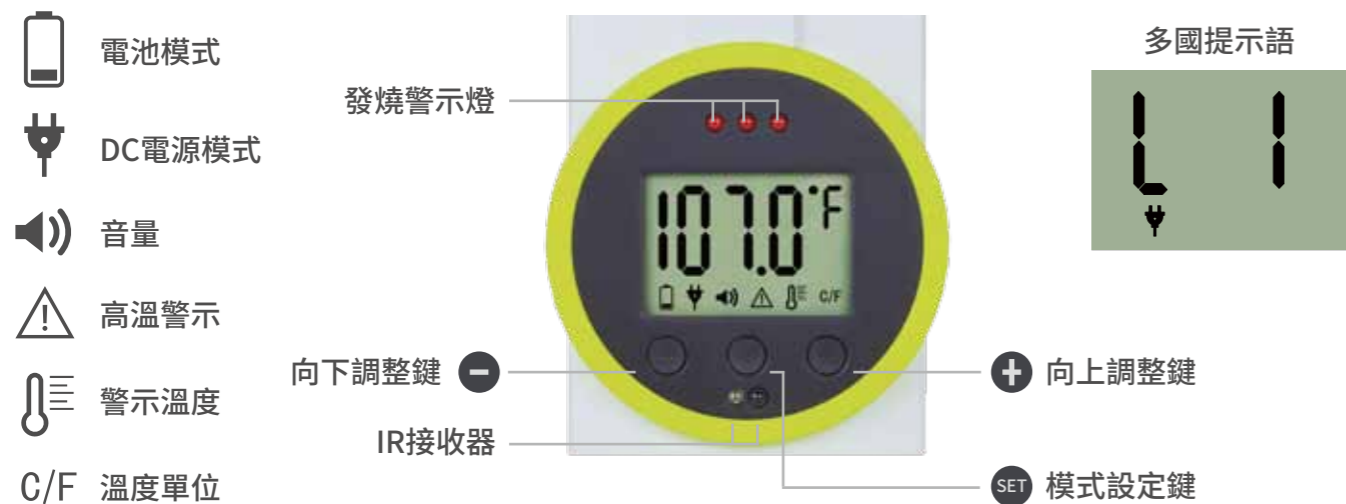 電池模式
DC電源模式
音量
高溫警示
警示溫度
C/F 溫度單位
發燒警示燈
107.0°F
C/F
向下調整鍵
IR接收器
向上調整鍵
SET 模式設定鍵
多國提示語
L 1